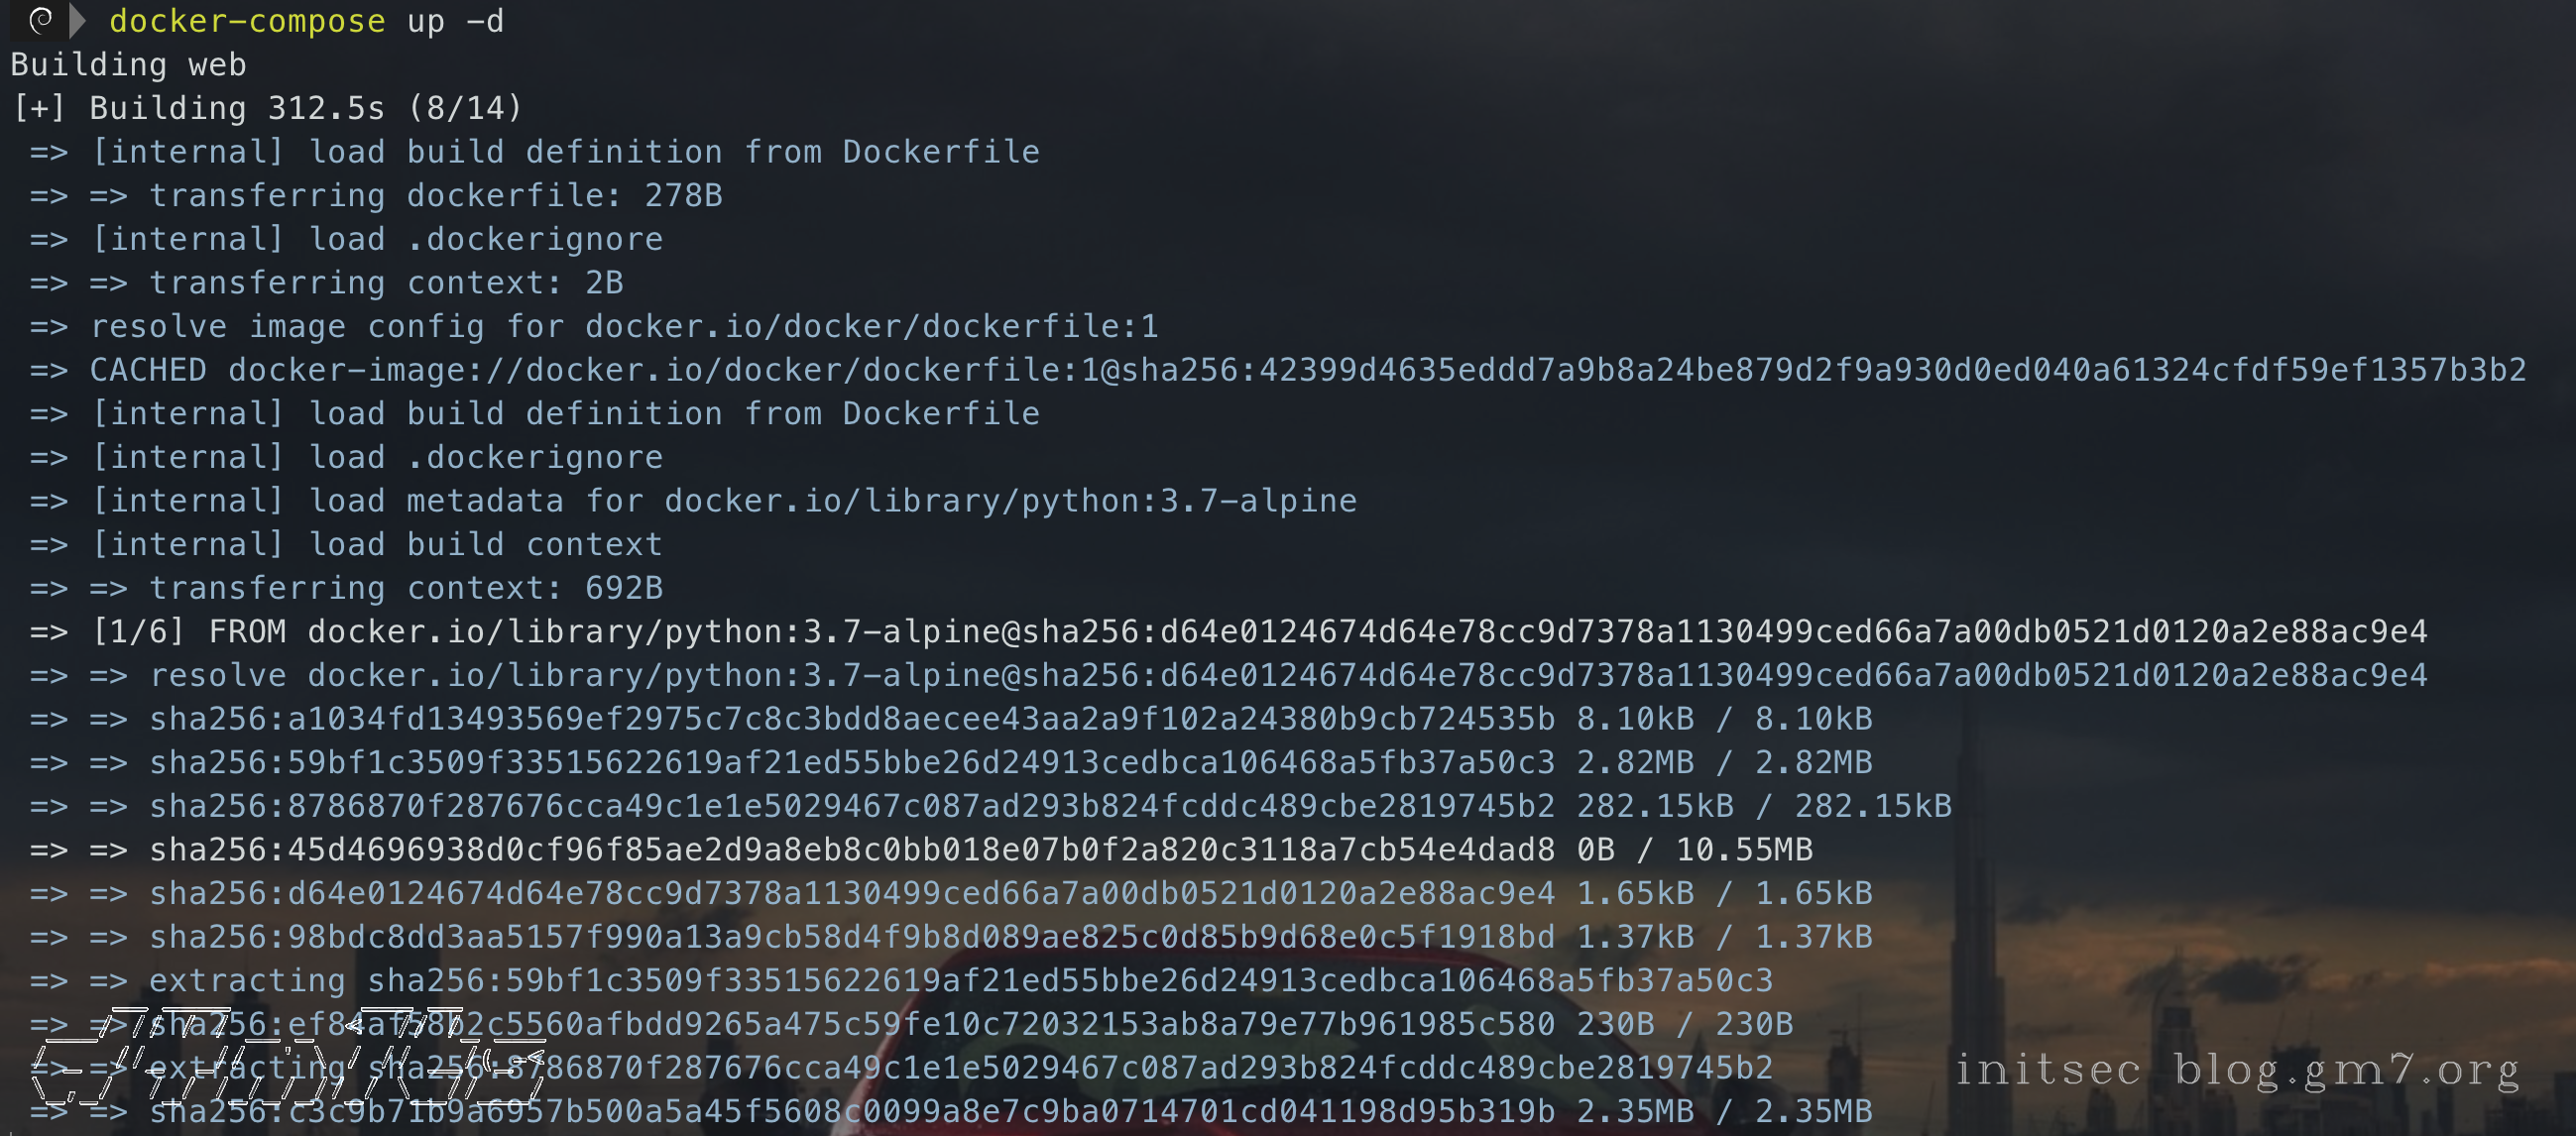 docker-compose up -d
Building web
[+] Building 312.5s (8/14)
=> [internal] load build definition from Dockerfile
=> => transferring dockerfile: 278B
=> [internal] load .dockerignore
=> => transferring context: 2B
=> resolve image config for docker.io/docker/dockerfile:1
=> CACHED docker-image://docker.io/docker/dockerfile:1@sha256:42399d4635eddd7a9b8a24be879d2f9a930d0ed040a61324cfdf59ef1357b3b2
=> [internal] load build definition from Dockerfile
=> [internal] load .dockerignore
=> [internal] load metadata for docker.io/library/python:3.7-alpine
=> [internal] load build context
=> => transferring context: 692B
=> [1/6] FROM docker.io/library/python:3.7-alpine@sha256:d64e0124674d64e78cc9d7378a1130499ced66a7a00db0521d0120a2e88ac9e4
=> => resolve docker.io/library/python:3.7-alpine@sha256:d64e0124674d64e78cc9d7378a1130499ced66a7a00db0521d0120a2e88ac9e4
=> => sha256:a1034fd13493569ef2975c7c8c3bdd8aecee43aa2a9f102a24380b9cb724535b 8.10kB / 8.10kB
=> => sha256:59bf1c3509f33515622619af21ed55bbe26d24913cedbca106468a5fb37a50c3 2.82MB / 2.82MB
=> => sha256:8786870f287676cca49c1e1e5029467c087ad293b824fcddc489cbe2819745b2 282.15kB / 282.15kB
=> => sha256:45d4696938d0cf96f85ae2d9a8eb8c0bb018e07b0f2a820c3118a7cb54e4dad8 0B / 10.55MB
=> => sha256:d64e0124674d64e78cc9d7378a1130499ced66a7a00db0521d0120a2e88ac9e4 1.65kB / 1.65kB
=> => sha256:98bdc8dd3aa5157f990a13a9cb58d4f9b8d089ae825c0d85b9d68e0c5f1918bd 1.37kB / 1.37kB
=> => extracting sha256:59bf1c3509f33515622619af21ed55bbe26d24913cedbca106468a5fb37a50c3
=> => 230B / 230B
=> => extracting sha256:8786870f287676cca49c1e1e5029467c087ad293b824fcddc489cbe2819745b2
=> => sha256:c3c9b71b9a6957b500a5a45f5608c0099a8e7c9ba0714701cd041198d95b319b 2.35MB / 2.35MB
initsec blog.gm7.org